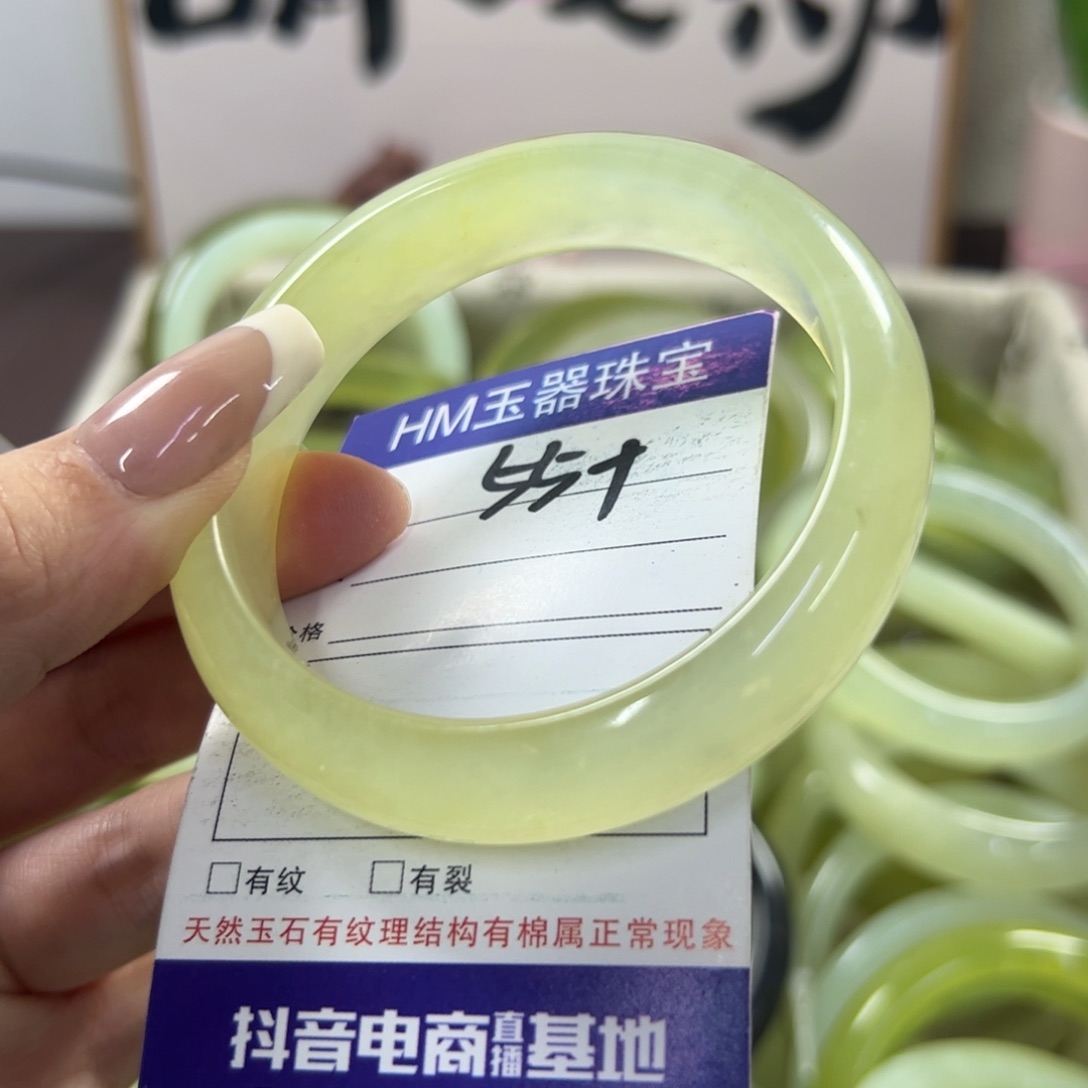 HM玉器珠宝
格
□有纹 □有裂
天然玉石有纹理结构有棉属正常现象
抖音电商直播基地